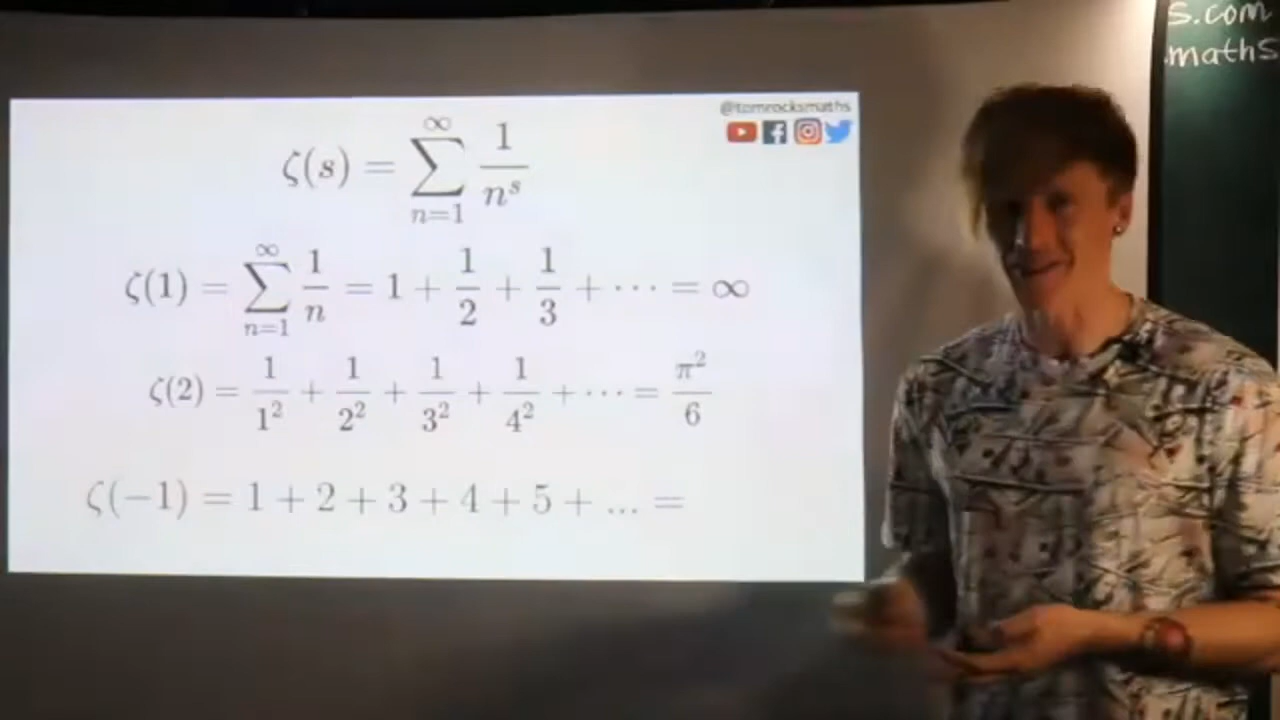 @tomrocksmaths
ζ(s) = ∑_{n=1}^{∞} 1/n^s
ζ(1) = ∑_{n=1}^{∞} 1/n = 1 + 1/2 + 1/3 + ⋯ = ∞
ζ(2) = 1/1² + 1/2² + 1/3² + 1/4² + ⋯ = π²/6
ζ(−1) = 1 + 2 + 3 + 4 + 5 + ... =
s.com
maths